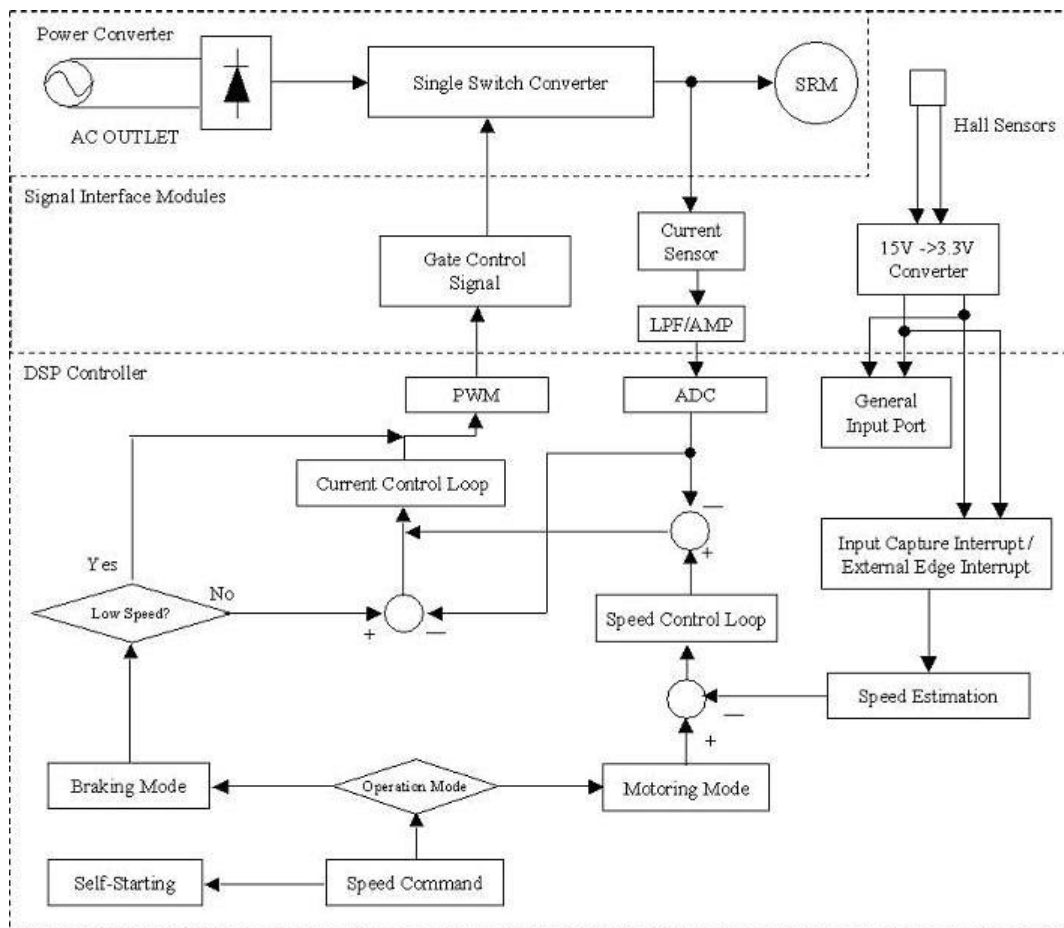 Power Converter
AC OUTLET
Single Switch Converter
SRM
Hall Sensors
Signal Interface Modules
Gate Control
Signal
Current
Sensor
LPF/AMP
15V ->3.3V
Converter
DSP Controller
PWM
ADC
General
Input Port
Current Control Loop
—
+
Input Capture Interrupt /
External Edge Interrupt
Yes
No
Low Speed?
+
—
Speed Control Loop
Speed Estimation
—
+
Braking Mode
Operation Mode
Motoring Mode
Self-Starting
Speed Command